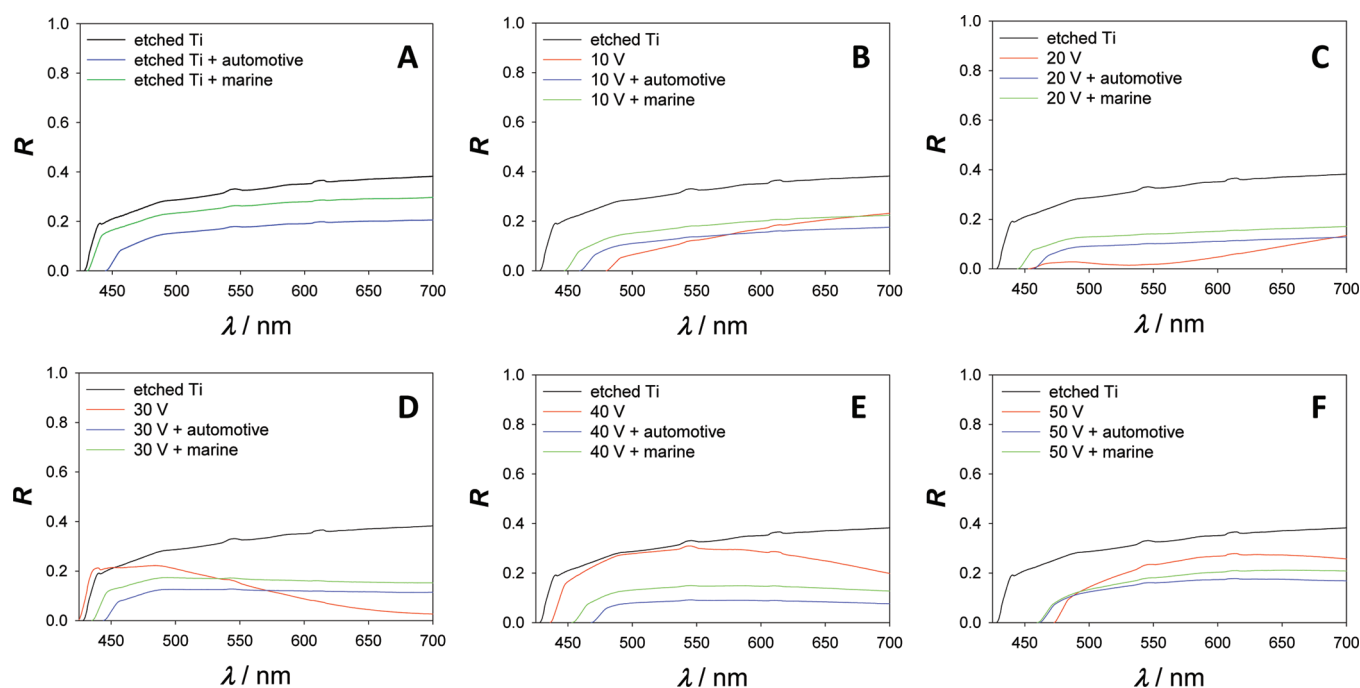 1.0
0.8
0.6
0.4
0.2
0.0
R
etched Ti
etched Ti + automotive
etched Ti + marine
A
450 500 550 600 650 700
λ / nm
1.0
0.8
0.6
0.4
0.2
0.0
R
etched Ti
10 V
10 V + automotive
10 V + marine
B
450 500 550 600 650 700
λ / nm
1.0
0.8
0.6
0.4
0.2
0.0
R
etched Ti
20 V
20 V + automotive
20 V + marine
C
450 500 550 600 650 700
λ / nm
1.0
0.8
0.6
0.4
0.2
0.0
R
etched Ti
30 V
30 V + automotive
30 V + marine
D
450 500 550 600 650 700
λ / nm
1.0
0.8
0.6
0.4
0.2
0.0
R
etched Ti
40 V
40 V + automotive
40 V + marine
E
450 500 550 600 650 700
λ / nm
1.0
0.8
0.6
0.4
0.2
0.0
R
etched Ti
50 V
50 V + automotive
50 V + marine
F
450 500 550 600 650 700
λ / nm